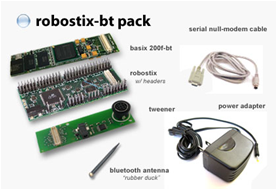 robostix-bt pack
serial null-modem cable
basix 200f-bt
robostix
w/ headers
tweener
power adapter
bluetooth antenna
"rubber duck"